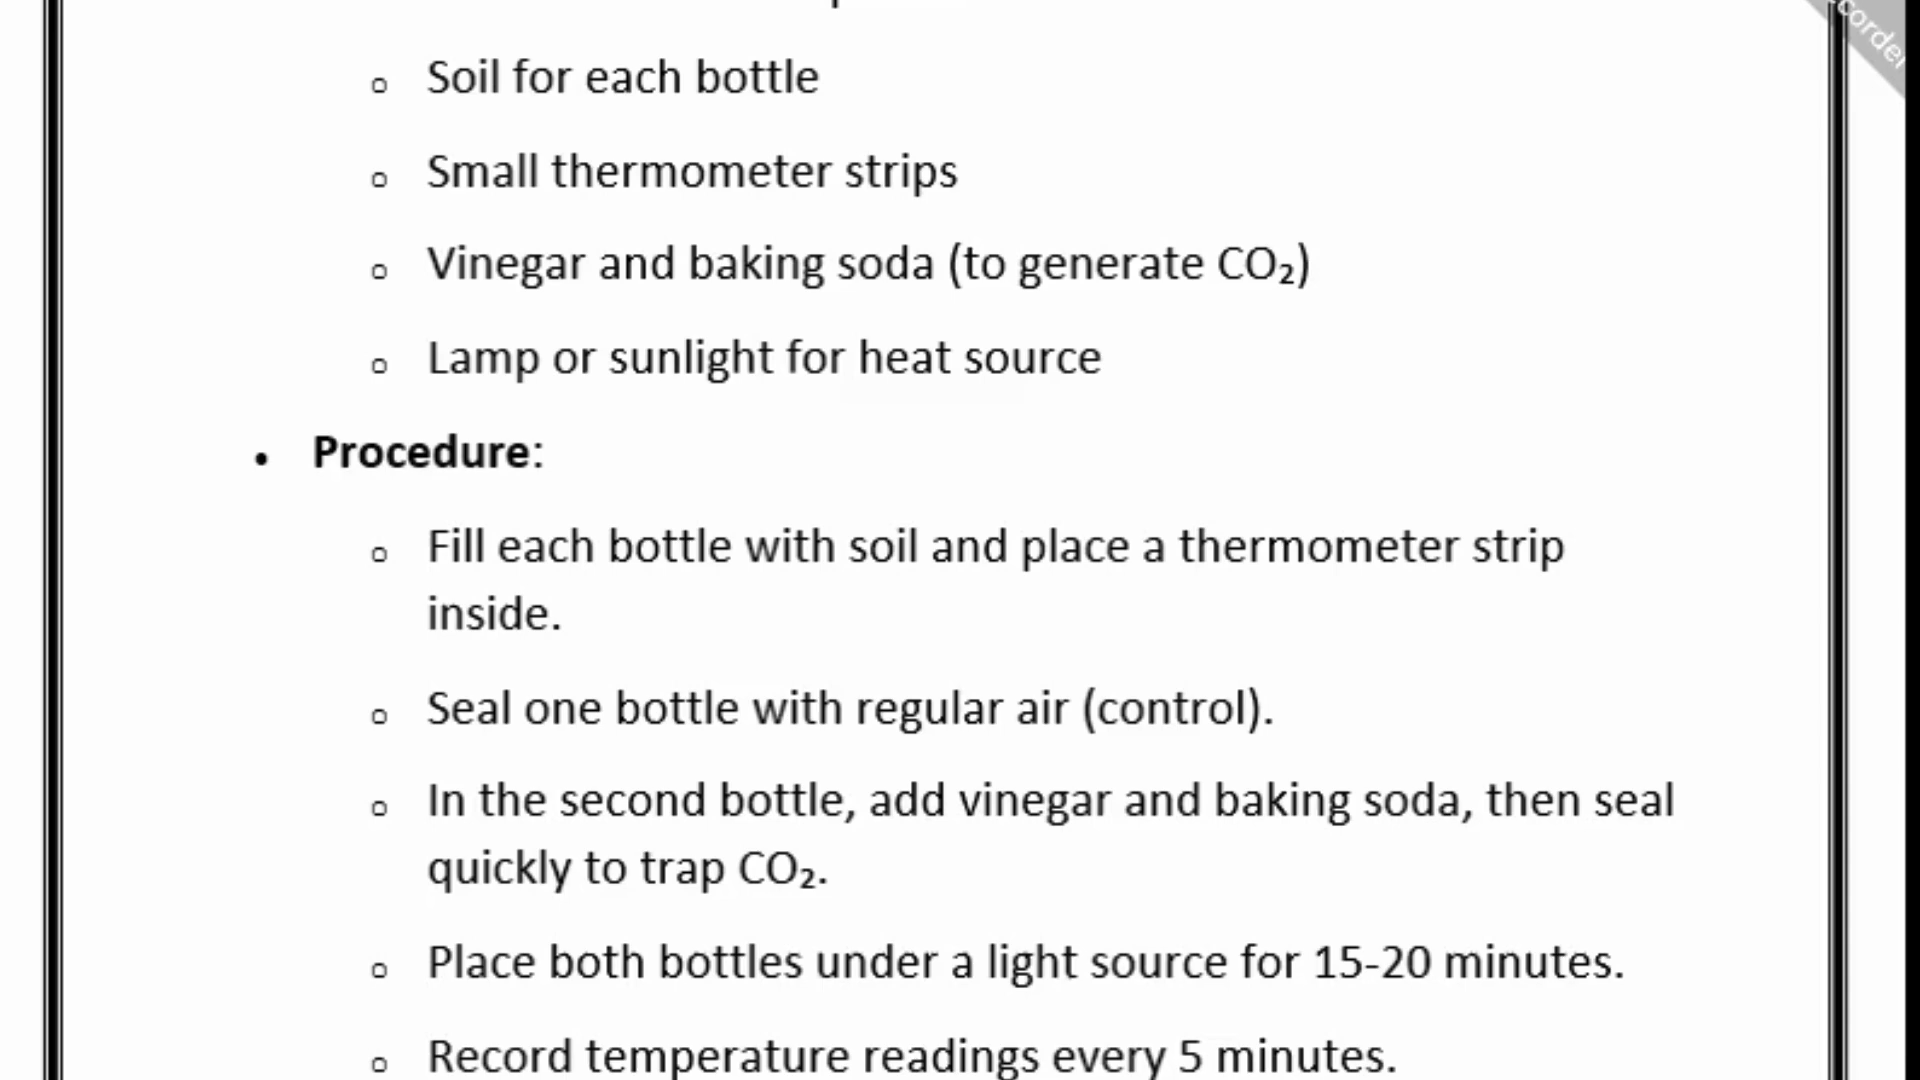 Soil for each bottle
Small thermometer strips
Vinegar and baking soda (to generate CO₂)
Lamp or sunlight for heat source
Procedure:
Fill each bottle with soil and place a thermometer strip
inside.
Seal one bottle with regular air (control).
In the second bottle, add vinegar and baking soda, then seal
quickly to trap CO₂.
Place both bottles under a light source for 15-20 minutes.
Record temperature readings every 5 minutes.